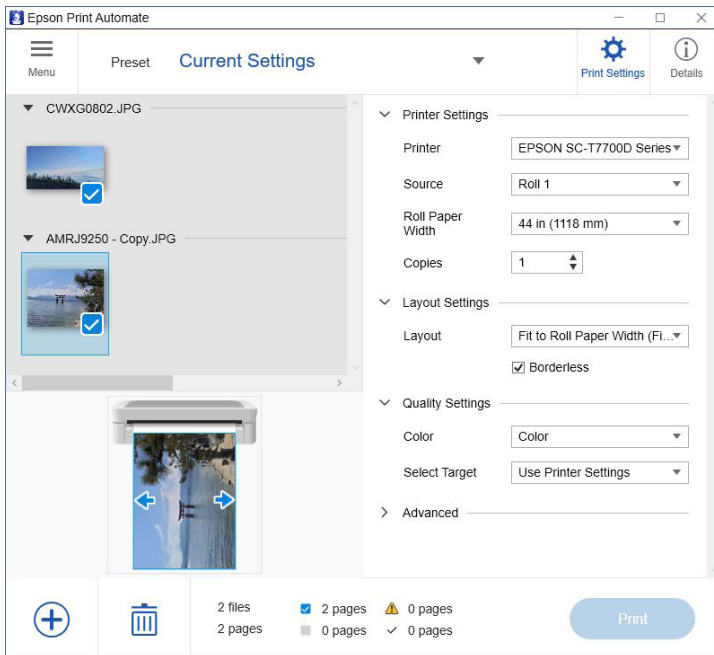 Epson Print Automate
Menu
Preset
Current Settings
Print Settings
Details
CWXG0802.JPG
AMRJ9250 - Copy.JPG
Printer Settings
Printer
EPSON SC-T7700D Series
Source
Roll 1
Roll Paper
Width
44 in (1118 mm)
Copies
1
Layout Settings
Layout
Fit to Roll Paper Width (Fi...
Borderless
Quality Settings
Color
Color
Select Target
Use Printer Settings
Advanced
2 files
2 pages
0 pages
2 pages
0 pages
0 pages
Print